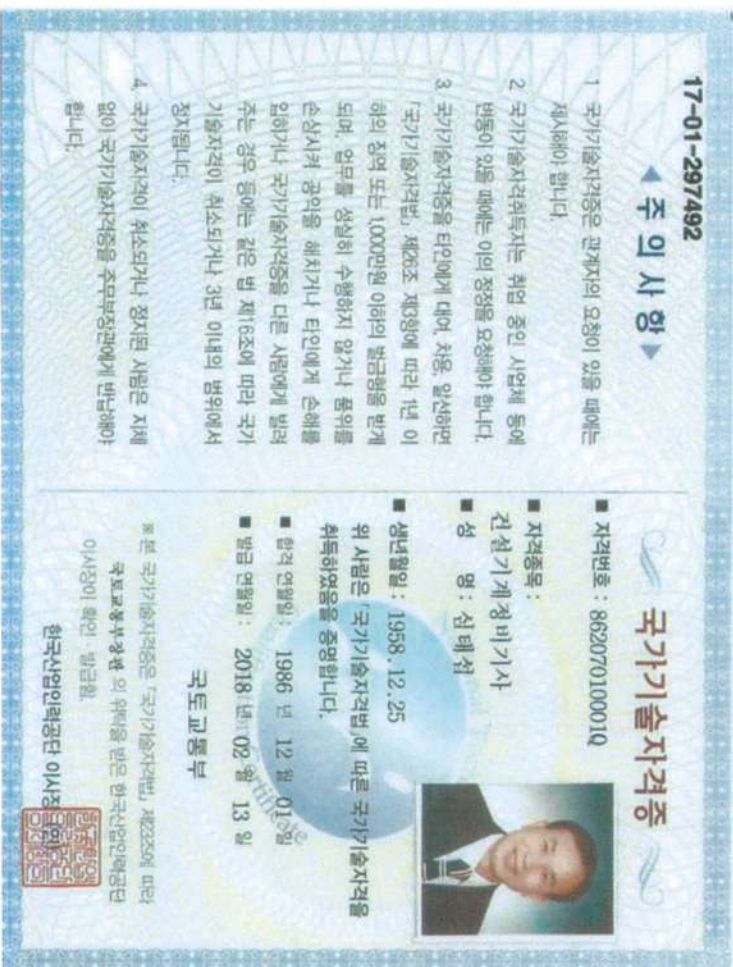 17-01-297492
◀ 주 의 사 항 ▶
1. 국가기술자격증은 관계자의 요청이 있을 때에는
제시해야 합니다.
2. 국가기술자격취득자는 취업 중인 사업체 등에
변동이 있을 때에는 이의 정정을 요청해야 합니다.
3. 국가기술자격증을 타인에게 대여, 차용, 알선하면
「국가기술자격법」 제26조 제3항에 따라 1년 이
하의 징역 또는 1,000만원 이하의 벌금형을 받게
되며, 업무를 성실히 수행하지 않거나 품위를
손상시켜 공익을 해치거나 타인에게 손해를
입히거나 국가기술자격증을 다른 사람에게 빌려
주는 경우 등에는 같은 법 제16조에 따라 국가
기술자격이 취소되거나 3년 이내의 범위에서
정지됩니다.
4. 국가기술자격이 취소되거나 정지된 사람은 지체
없이 국가기술자격증을 주무부장관에게 반납해야
합니다.
국가기술자격증
■ 자격번호 : 86207010001Q
■ 자격종목 :
건설기계정비기사
■ 성 명 : 심태섭
■ 생년월일 : 1958.12.25
위 사람은 「국가기술자격법」에 따른 국가기술자격을
취득하였음을 증명합니다.
■ 합격 연월일 : 1986 년 12 월 01 일
■ 발급 연월일 : 2018 년 02 월 13 일
국토교통부
※ 본 국가기술자격증은 「국가기술자격법」 제23조에 따라
국토교통부장관 의 위탁을 받은 한국산업인력공단
이사장이 확인·발급함.
한국산업인력공단 이사장